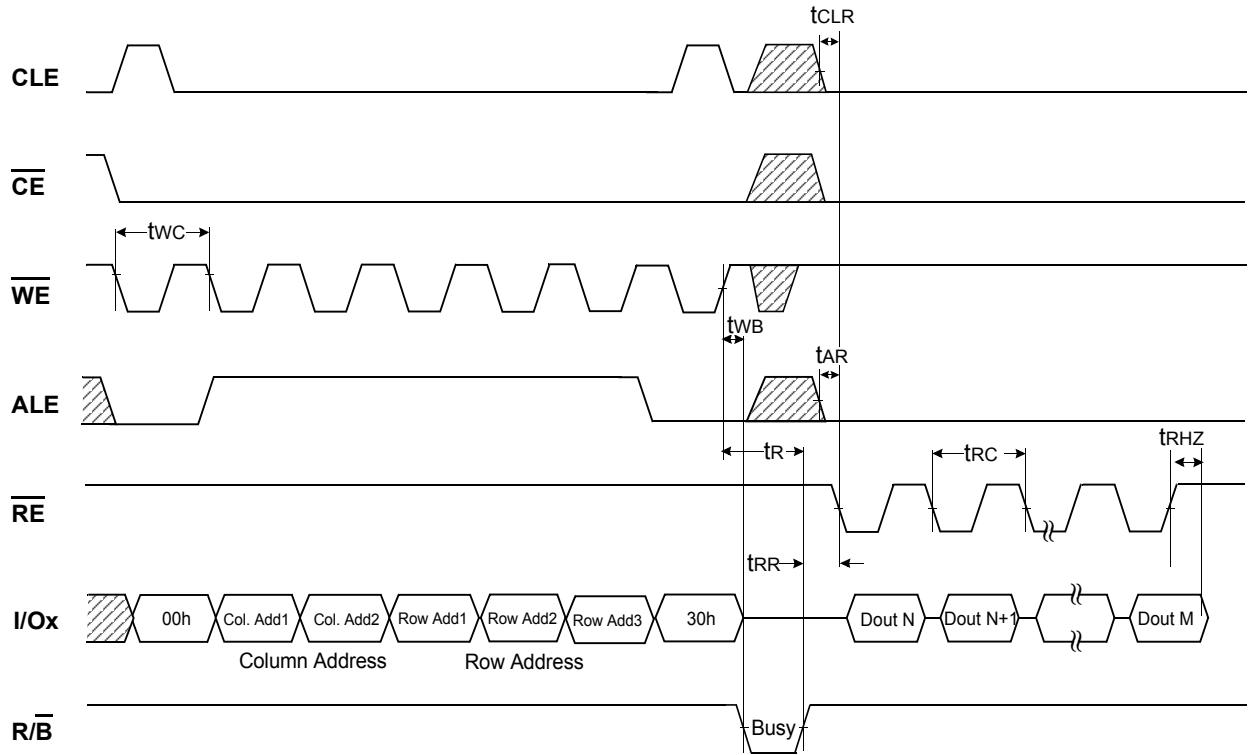 tCLR
CLE
CE
tWC
WE
tWB
tAR
ALE
tR
tRC
tRHZ
RE
tRR
I/Ox
00h
Col. Add1
Col. Add2
Row Add1
Row Add2
Row Add3
30h
Dout N
Dout N+1
Dout M
Column Address
Row Address
R/B
Busy